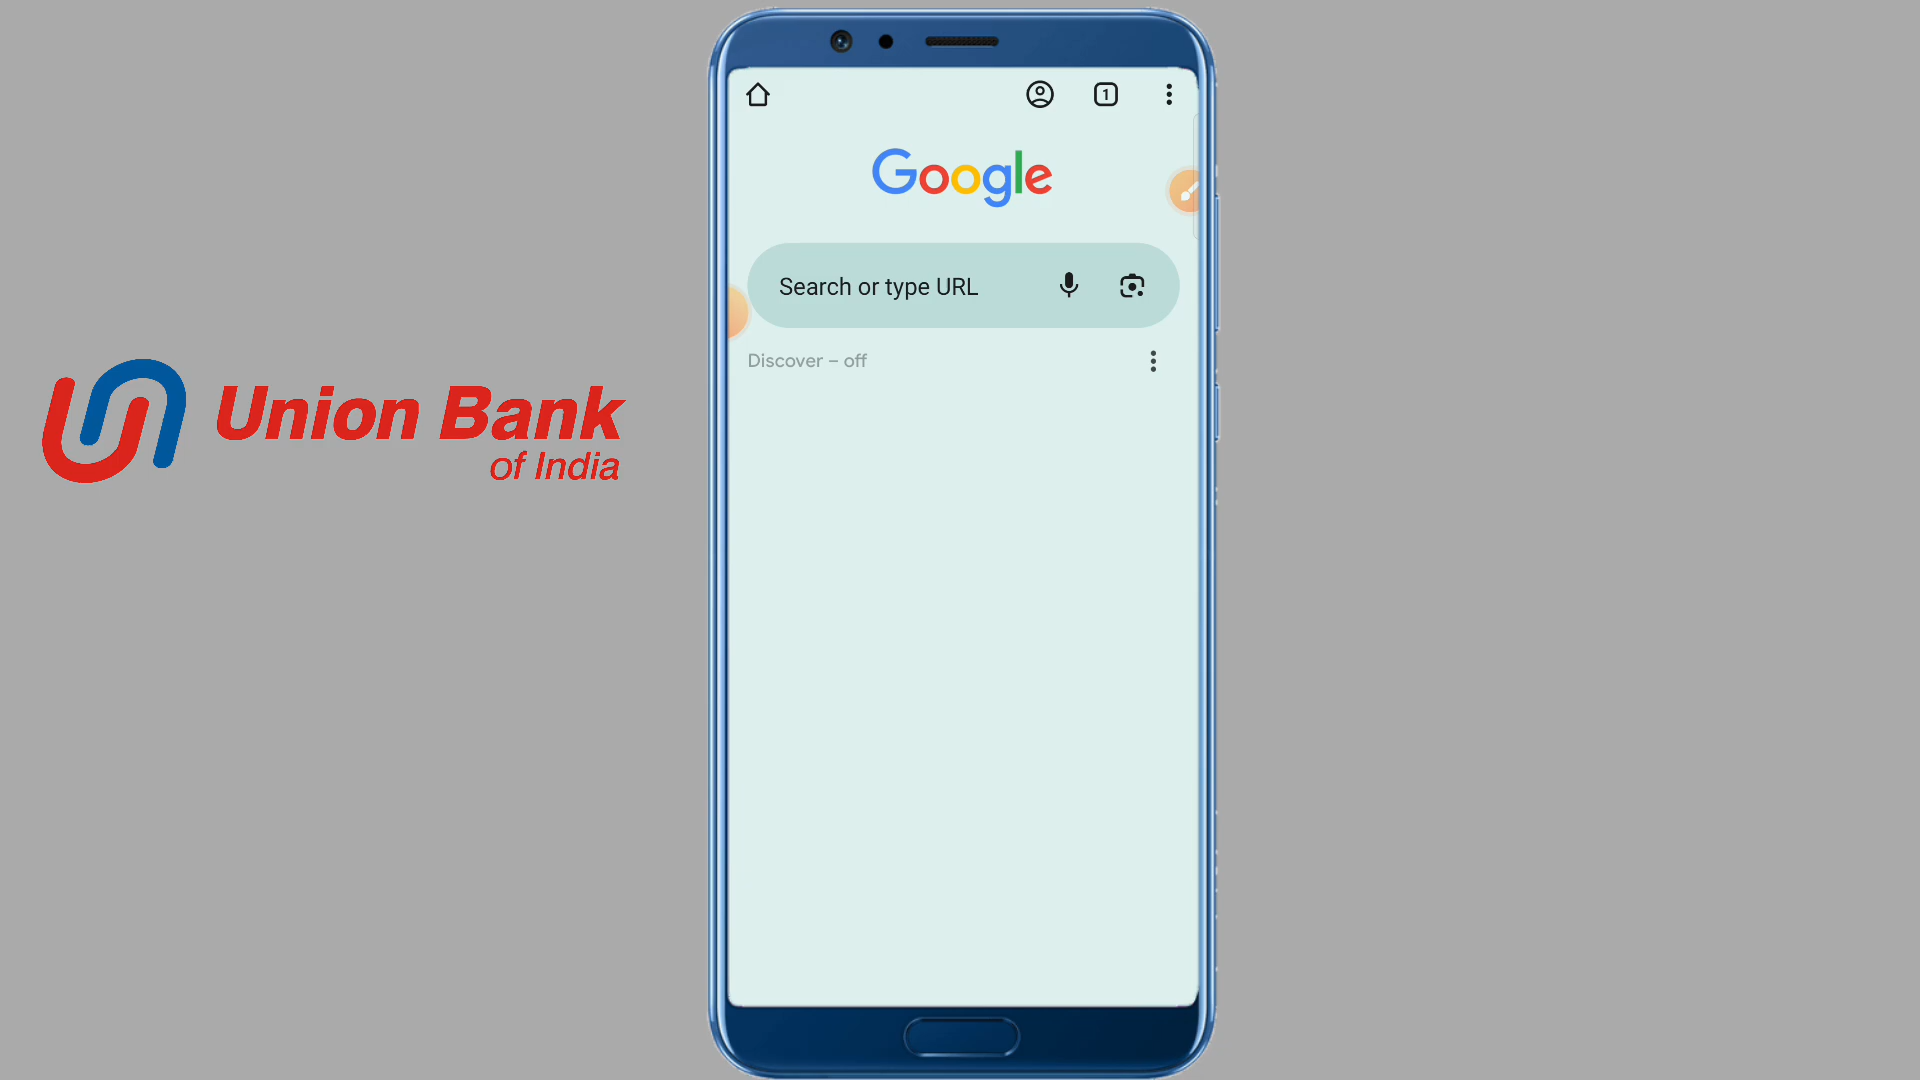 Union Bank
of India
1
Google
Search or type URL
Discover – off